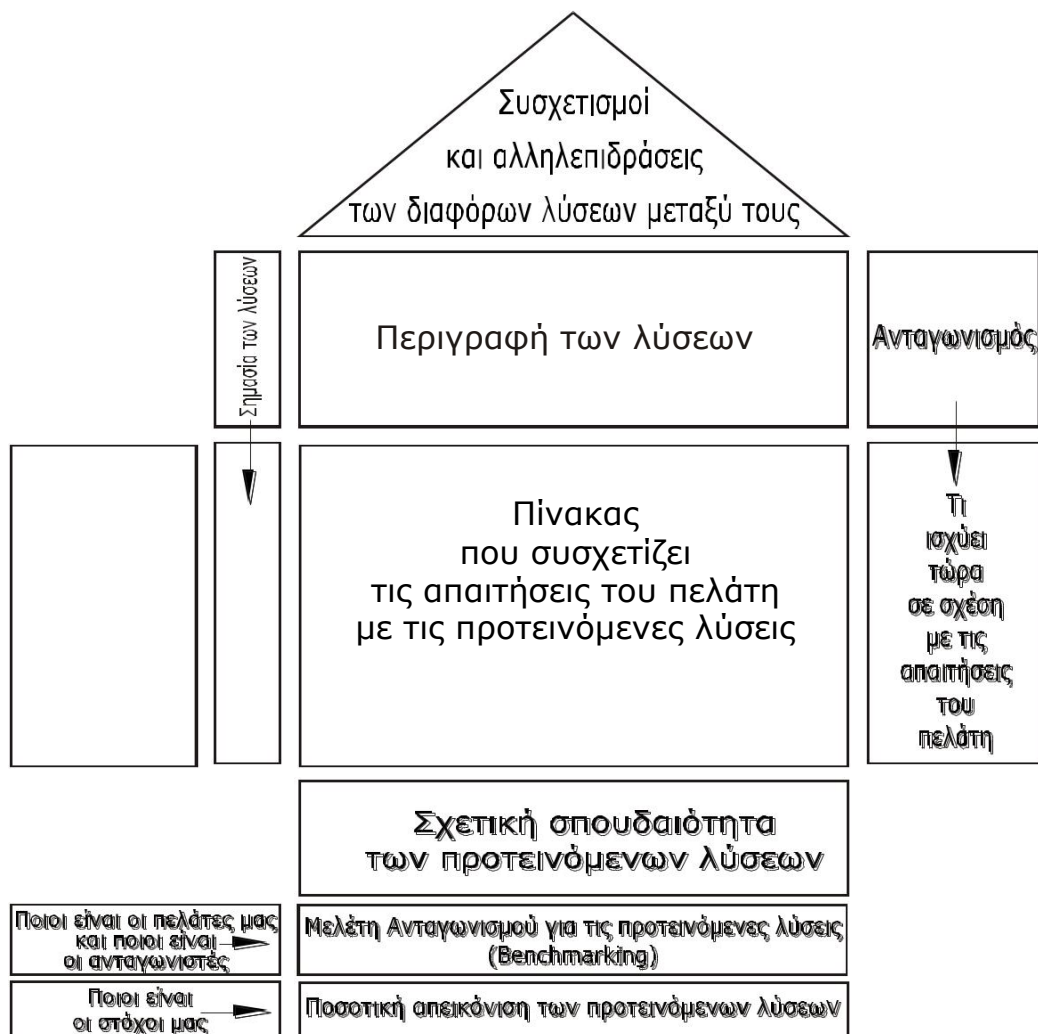 Συσχετισμοί
και αλληλεπιδράσεις
των διαφόρων λύσεων μεταξύ τους
Σημασία των λύσεων
Περιγραφή των λύσεων
Ανταγωνισμός
Πίνακας
που συσχετίζει
τις απαιτήσεις του πελάτη
με τις προτεινόμενες λύσεις
Τι
ισχύει
τώρα
σε σχέση
με τις
απαιτήσεις
του
πελάτη
Σχετική σπουδαιότητα
των προτεινόμενων λύσεων
Ποιοι είναι οι πελάτες μας
και ποιοι είναι
οι ανταγωνιστές
Μελέτη Ανταγωνισμού για τις προτεινόμενες λύσεις
(Benchmarking)
Ποιοι είναι
οι στόχοι μας
Ποσοτική απεικόνιση των προτεινόμενων λύσεων